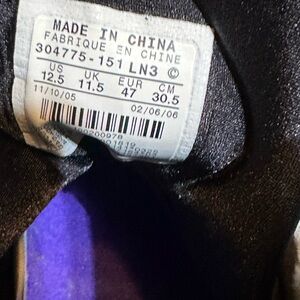 MADE IN CHINA
FABRIQUE EN CHINE
304775-151 LN3 ©
US UK EUR CM
12.5 11.5 47 30.5
11/10/05 02/06/06